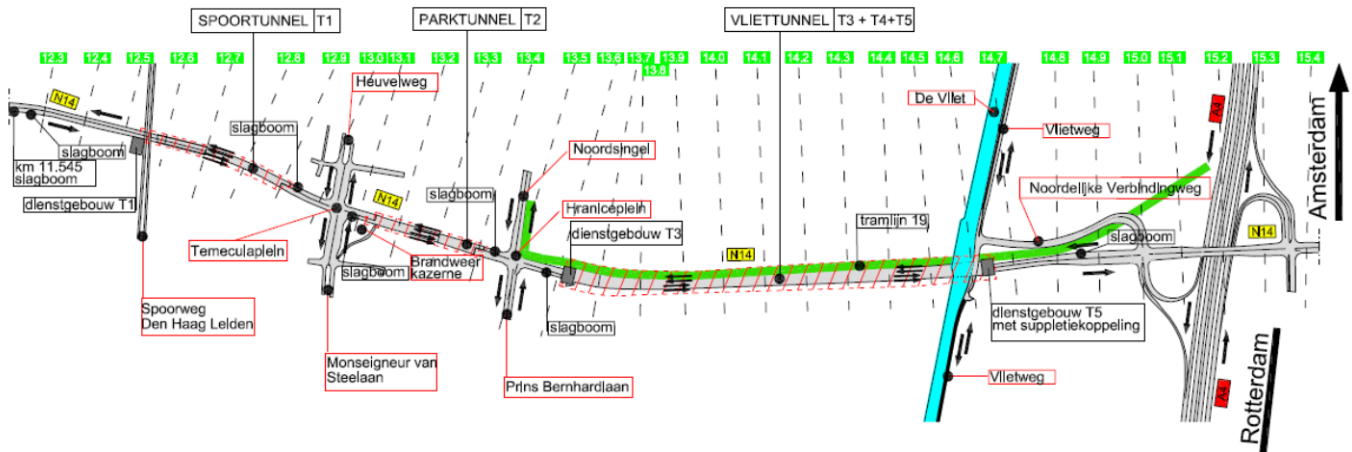 SPOORTUNNEL T1
PARKTUNNEL T2
VLIETTUNNEL T3 + T4+T5
12.3
12.4
12.5
12.6
12.7
12.8
12.9
13.0
13.1
13.2
13.3
13.4
13.5
13.6
13.7
13.8
13.9
14.0
14.1
14.2
14.3
14.4
14.5
14.6
14.7
14.8
14.9
15.0
15.1
15.2
15.3
15.4
N14
Heuvelweg
De Vliet
A4
slagboom
Vlietweg
slagboom
km 11.545
slagboom
Noordsingel
Amsterdam
dienstgebouw T1
N14
slagboom
Hraniceplein
Noordelijke Verbindingweg
tramlijn 19
dienstgebouw T3
slagboom
N14
Temeculaplein
slagboom
Brandweer
kazerne
N14
Spoorweg
Den Haag Leiden
slagboom
dienstgebouw T5
met suppletiekoppeling
Monseigneur van
Steelaan
Prins Bernhardlaan
Vlietweg
A4
Rotterdam